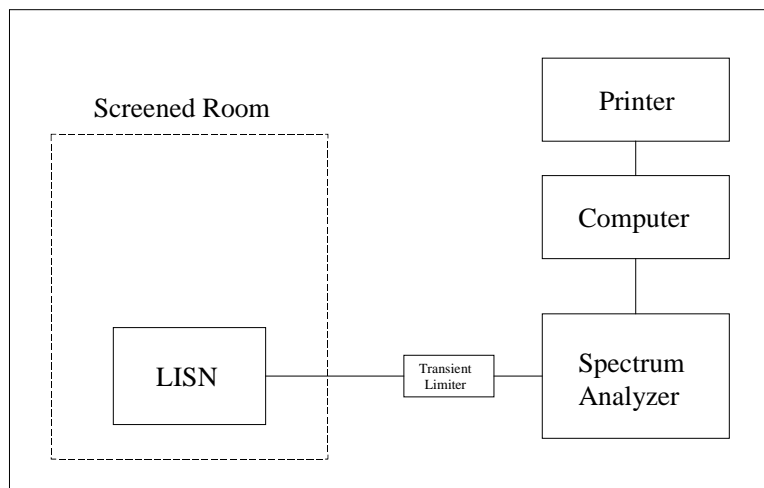 Screened Room
LISN
Transient
Limiter
Printer
Computer
Spectrum
Analyzer